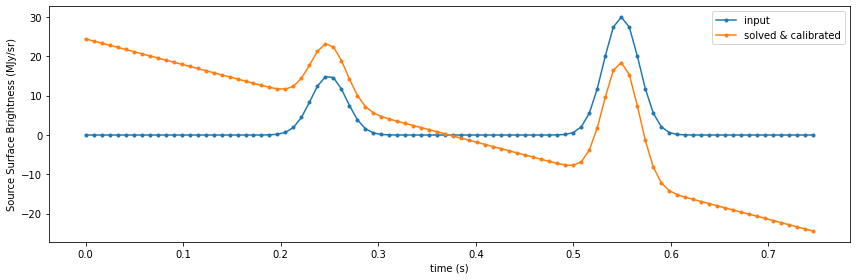 input
solved & calibrated
Source Surface Brightness (MJy/sr)
30
20
10
0
−10
−20
0.0 0.1 0.2 0.3 0.4 0.5 0.6 0.7
time (s)